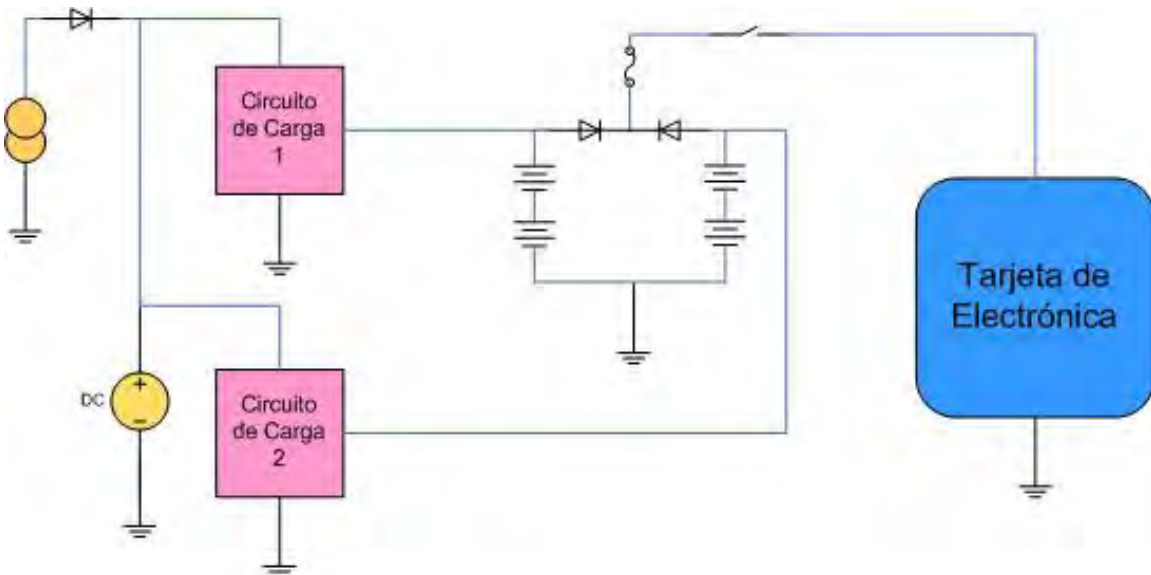 Circuito
de Carga
1
Tarjeta de
Electrónica
DC
+
-
Circuito
de Carga
2